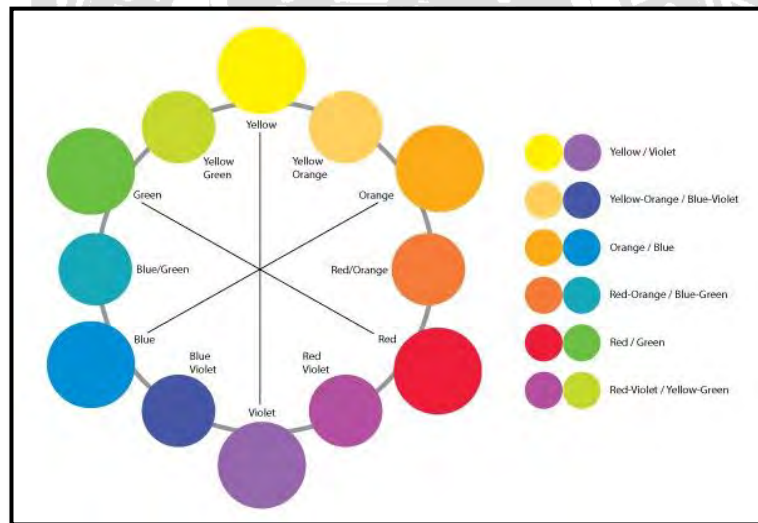 Yellow
Yellow
Green
Yellow
Orange
Green
Orange
Blue/Green
Red/Orange
Blue
Red
Blue
Violet
Red
Violet
Violet
Yellow / Violet
Yellow-Orange / Blue-Violet
Orange / Blue
Red-Orange / Blue-Green
Red / Green
Red-Violet / Yellow-Green